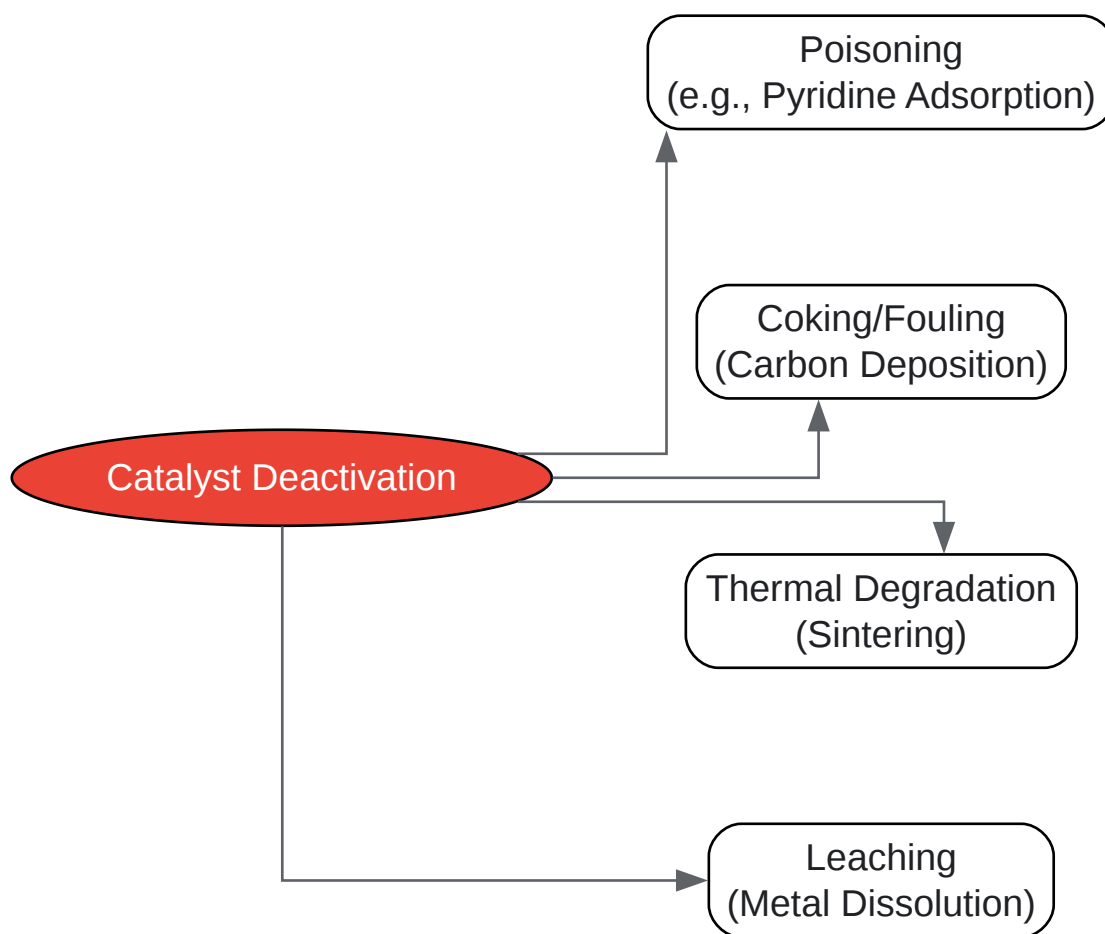 Poisoning
(e.g., Pyridine Adsorption)
Coking/Fouling
(Carbon Deposition)
Catalyst Deactivation
Thermal Degradation
(Sintering)
Leaching
(Metal Dissolution)